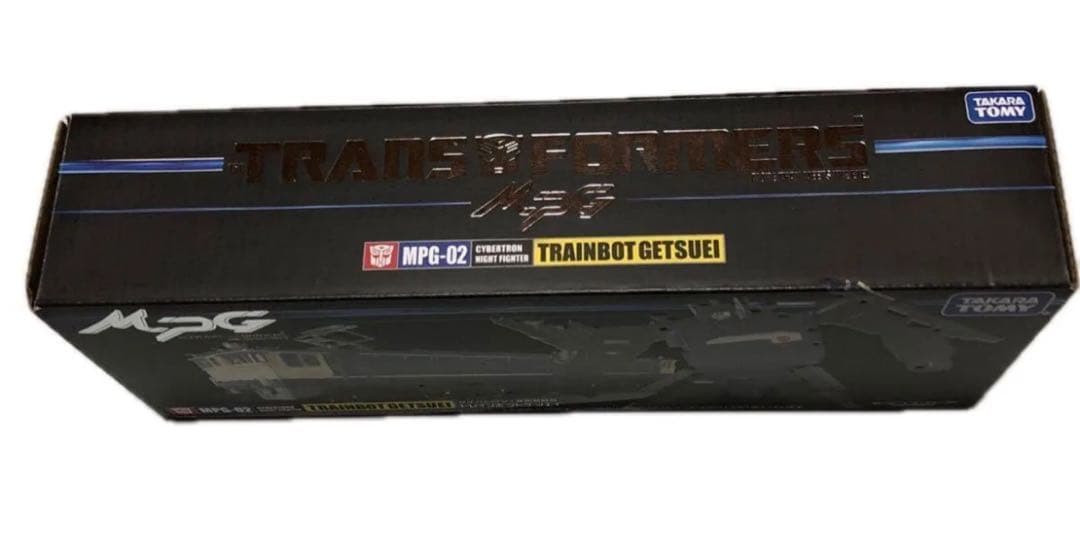 TAKARA
TOMY
TRANSFORMERS
MPG
MPG-02 CYBERTRON NIGHT FIGHTER TRAINBOT GETSUEI
TAKARA
TOMY
MPG
MPG-02 TRAINBOT GETSUEI